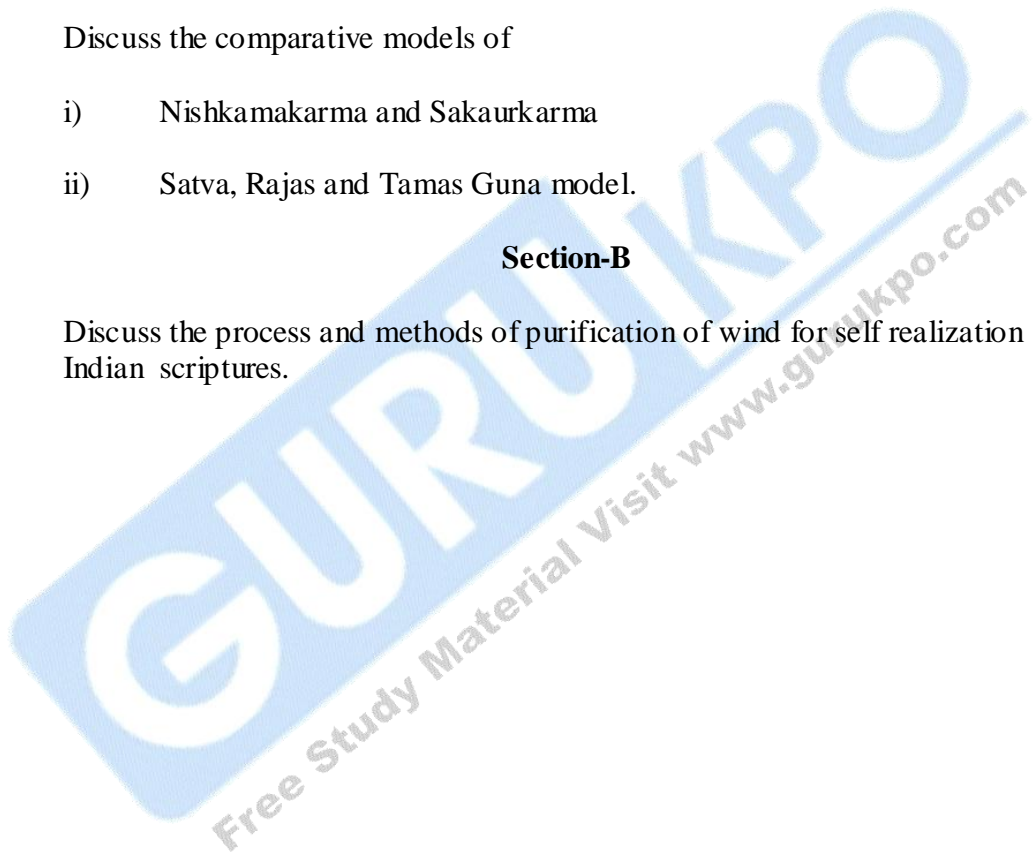 Discuss the comparative models of
i) Nishkamakarma and Sakaurkarma
ii) Satva, Rajas and Tamas Guna model.
Section-B
Discuss the process and methods of purification of wind for self realization
Indian scriptures.
GURUKPO
Free Study Material Visit www.gurukpo.com